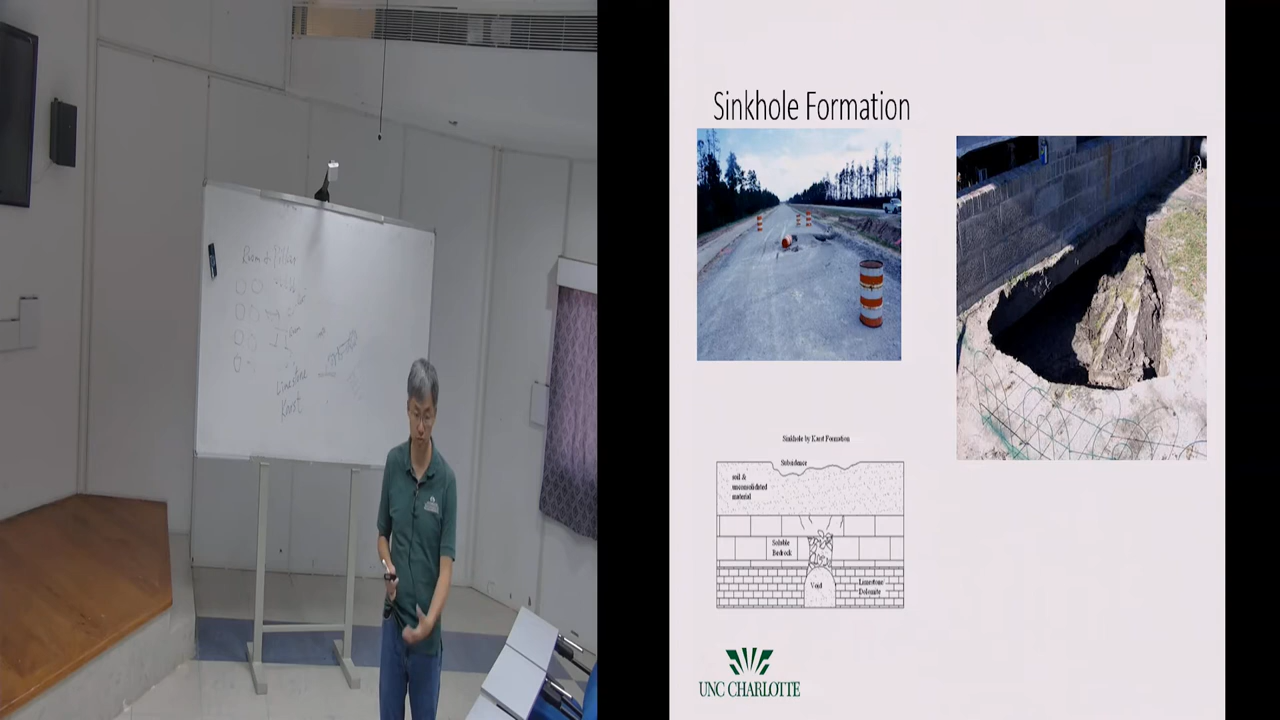 Limestone
Karst
Sinkhole Formation
Sinkhole by Karst Formation
Subsidence
soil &
unconsolidated
material
Soluble
Bedrock
Void
Limestone/
Dolomite
UNC CHARLOTTE